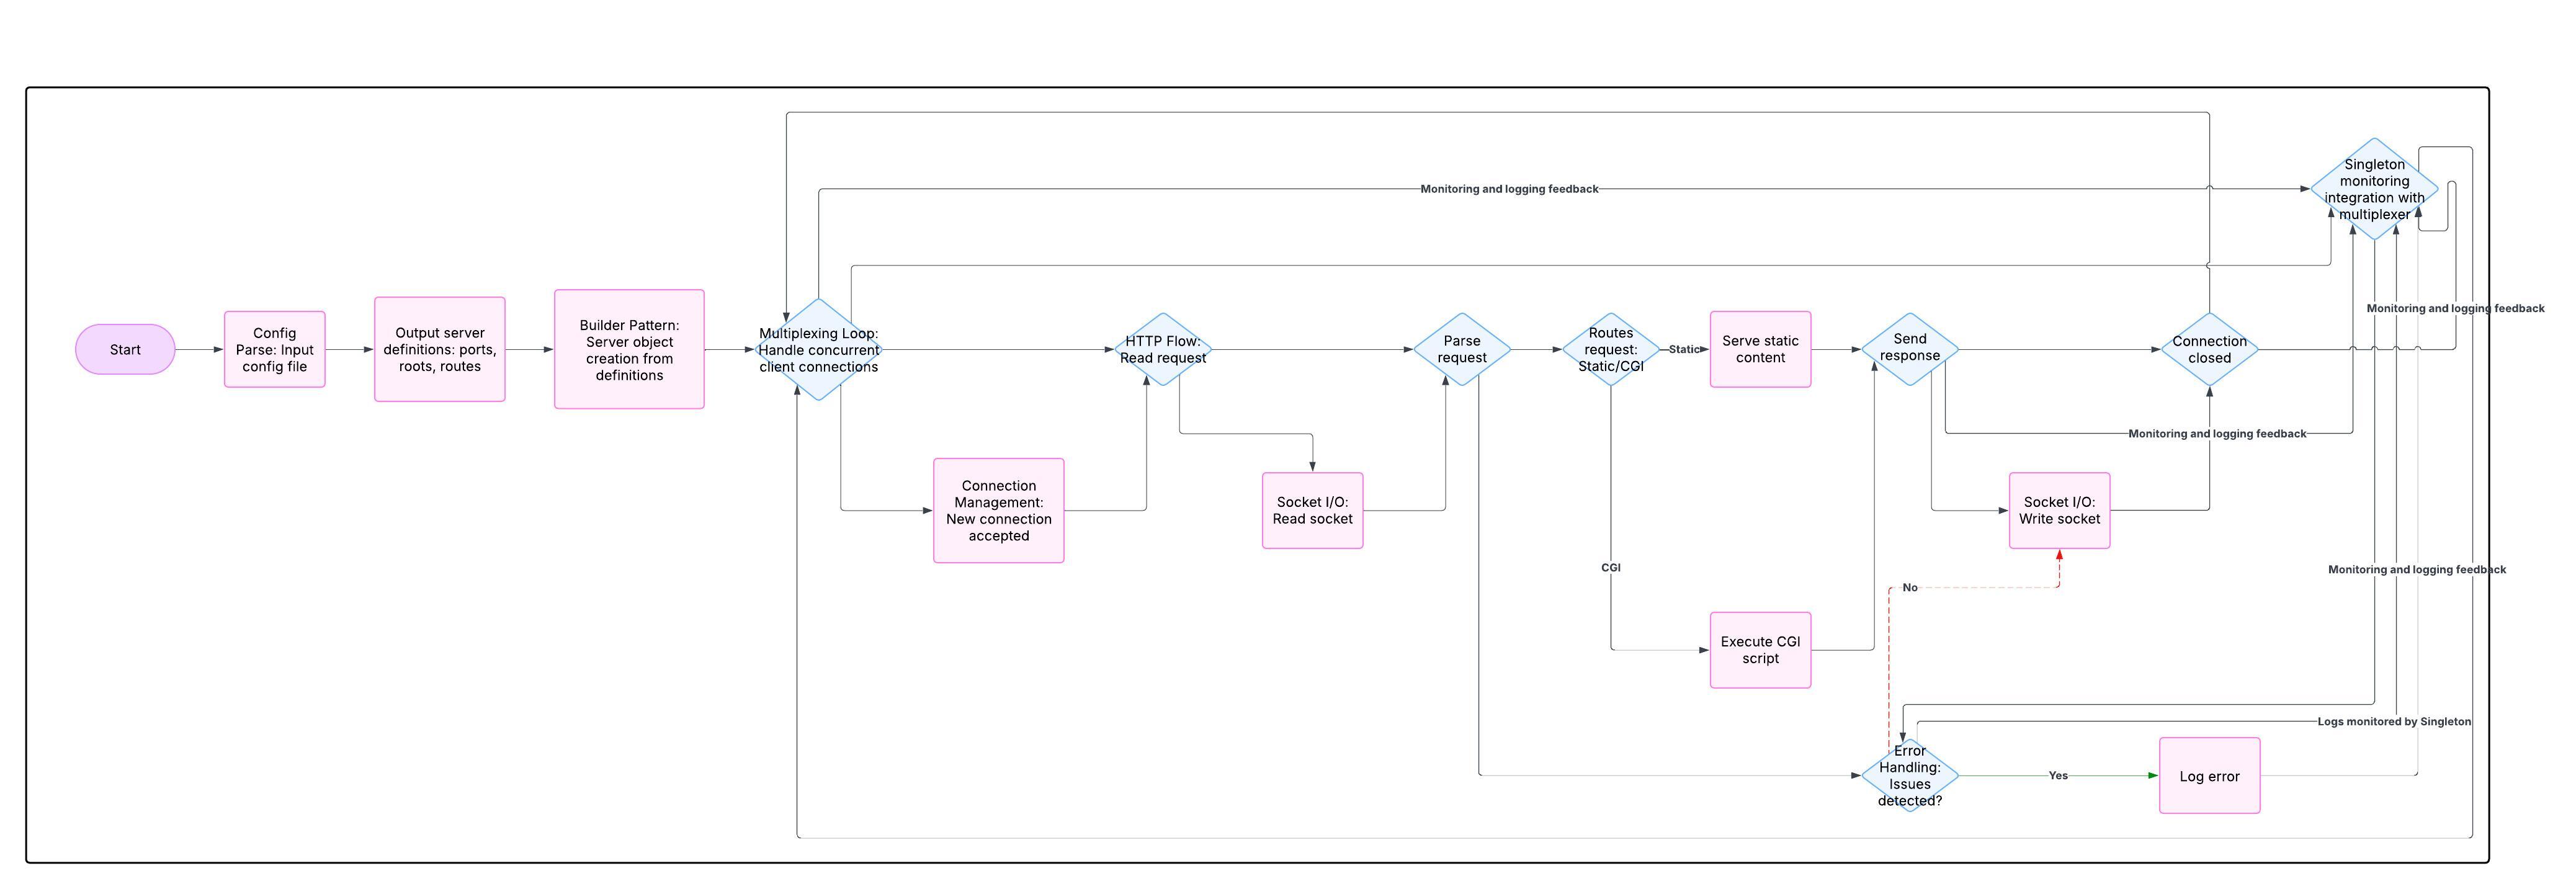 Start
Config
Parse: Input
config file
Output server
definitions: ports,
roots, routes
Builder Pattern:
Server object
creation from
definitions
Multiplexing Loop:
Handle concurrent
client connections
Connection
Management:
New connection
accepted
HTTP Flow:
Read request
Socket I/O:
Read socket
Parse
request
Routes
request:
Static/CGI
Static
CGI
Serve static
content
Execute CGI
script
Send
response
Socket I/O:
Write socket
Connection
closed
Monitoring and logging feedback
Singleton
monitoring
integration with
multiplexer
Monitoring and logging feedback
Monitoring and logging feedback
Monitoring and logging feedback
No
Logs monitored by Singleton
Error
Handling:
Issues
detected?
Yes
Log error